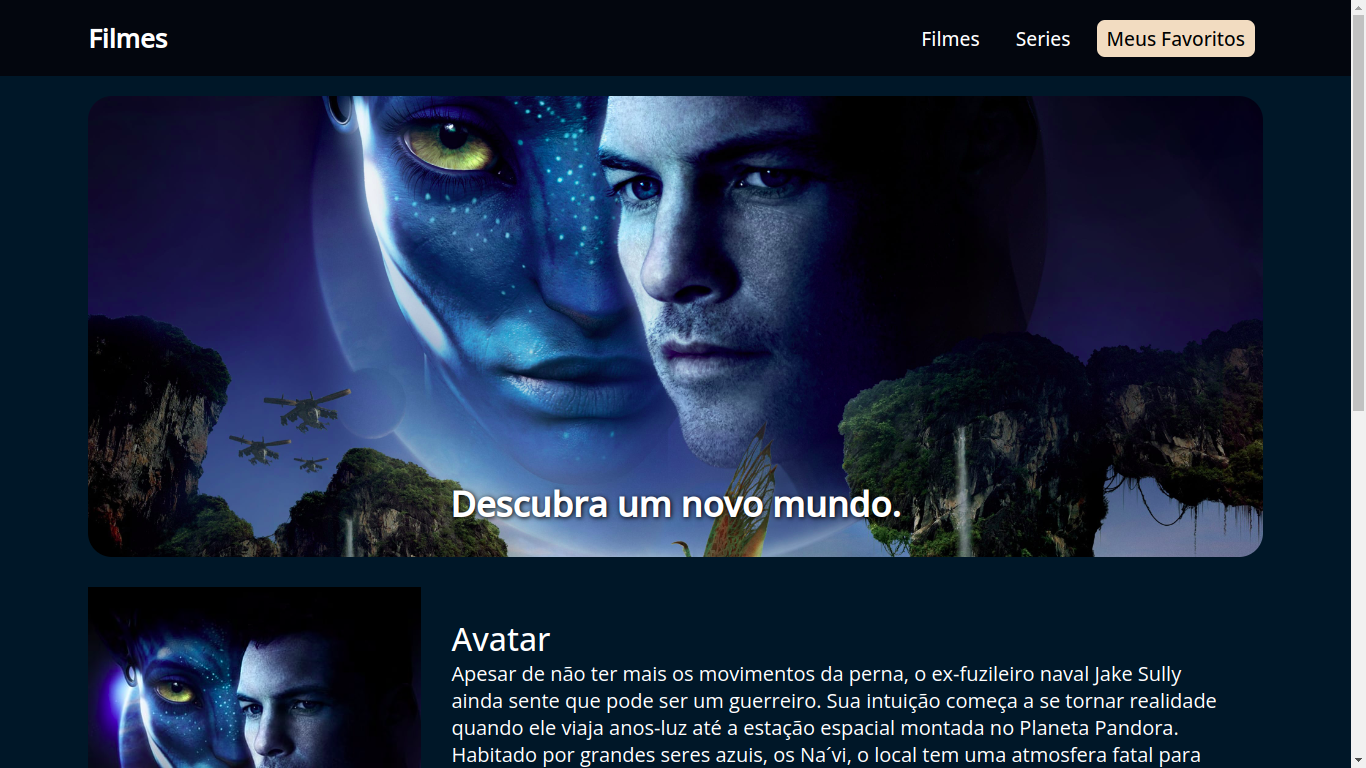 Filmes
Filmes
Series
Meus Favoritos
Descubra um novo mundo.
Avatar
Apesar de não ter mais os movimentos da perna, o ex-fuzileiro naval Jake Sully
ainda sente que pode ser um guerreiro. Sua intuição começa a se tornar realidade
quando ele viaja anos-luz até a estação espacial montada no Planeta Pandora.
Habitado por grandes seres azuis, os Na´vi, o local tem uma atmosfera fatal para